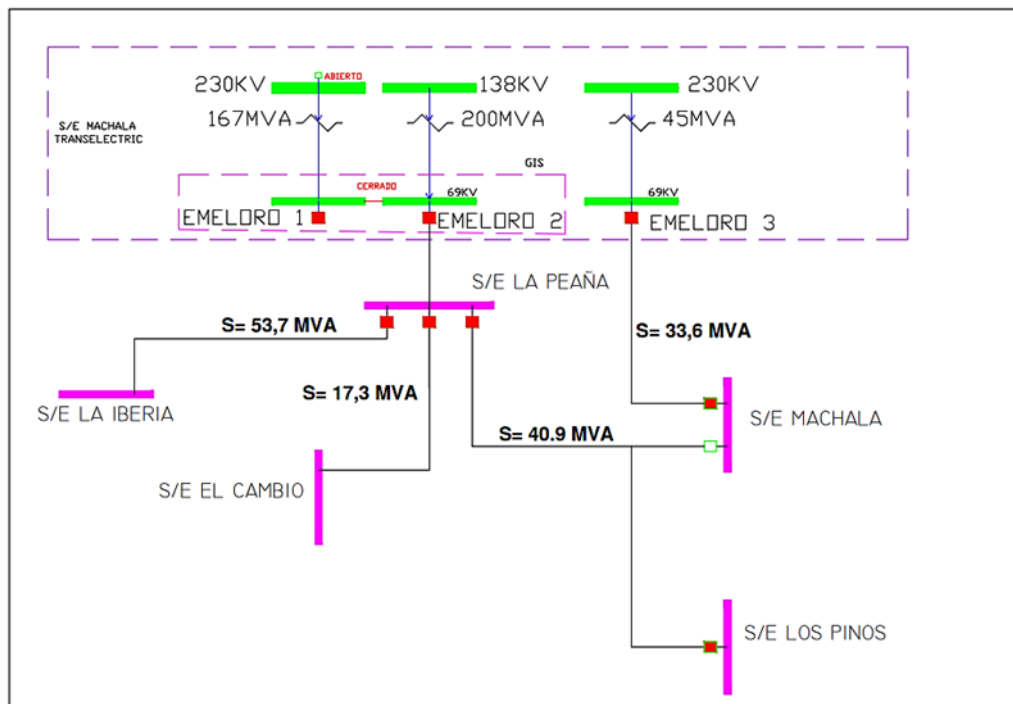 ABIERTO
230KV
138KV
230KV
167MVA
200MVA
45MVA
S/E MACHALA
TRANSELECTRIC
GIS
CERRADO
69KV
69KV
EMELORO 1
EMELORO 2
EMELORO 3
S/E LA PEAÑA
S= 53,7 MVA
S= 33,6 MVA
S= 17,3 MVA
S/E LA IBERIA
S/E MACHALA
S= 40.9 MVA
S/E EL CAMBIO
S/E LOS PINOS